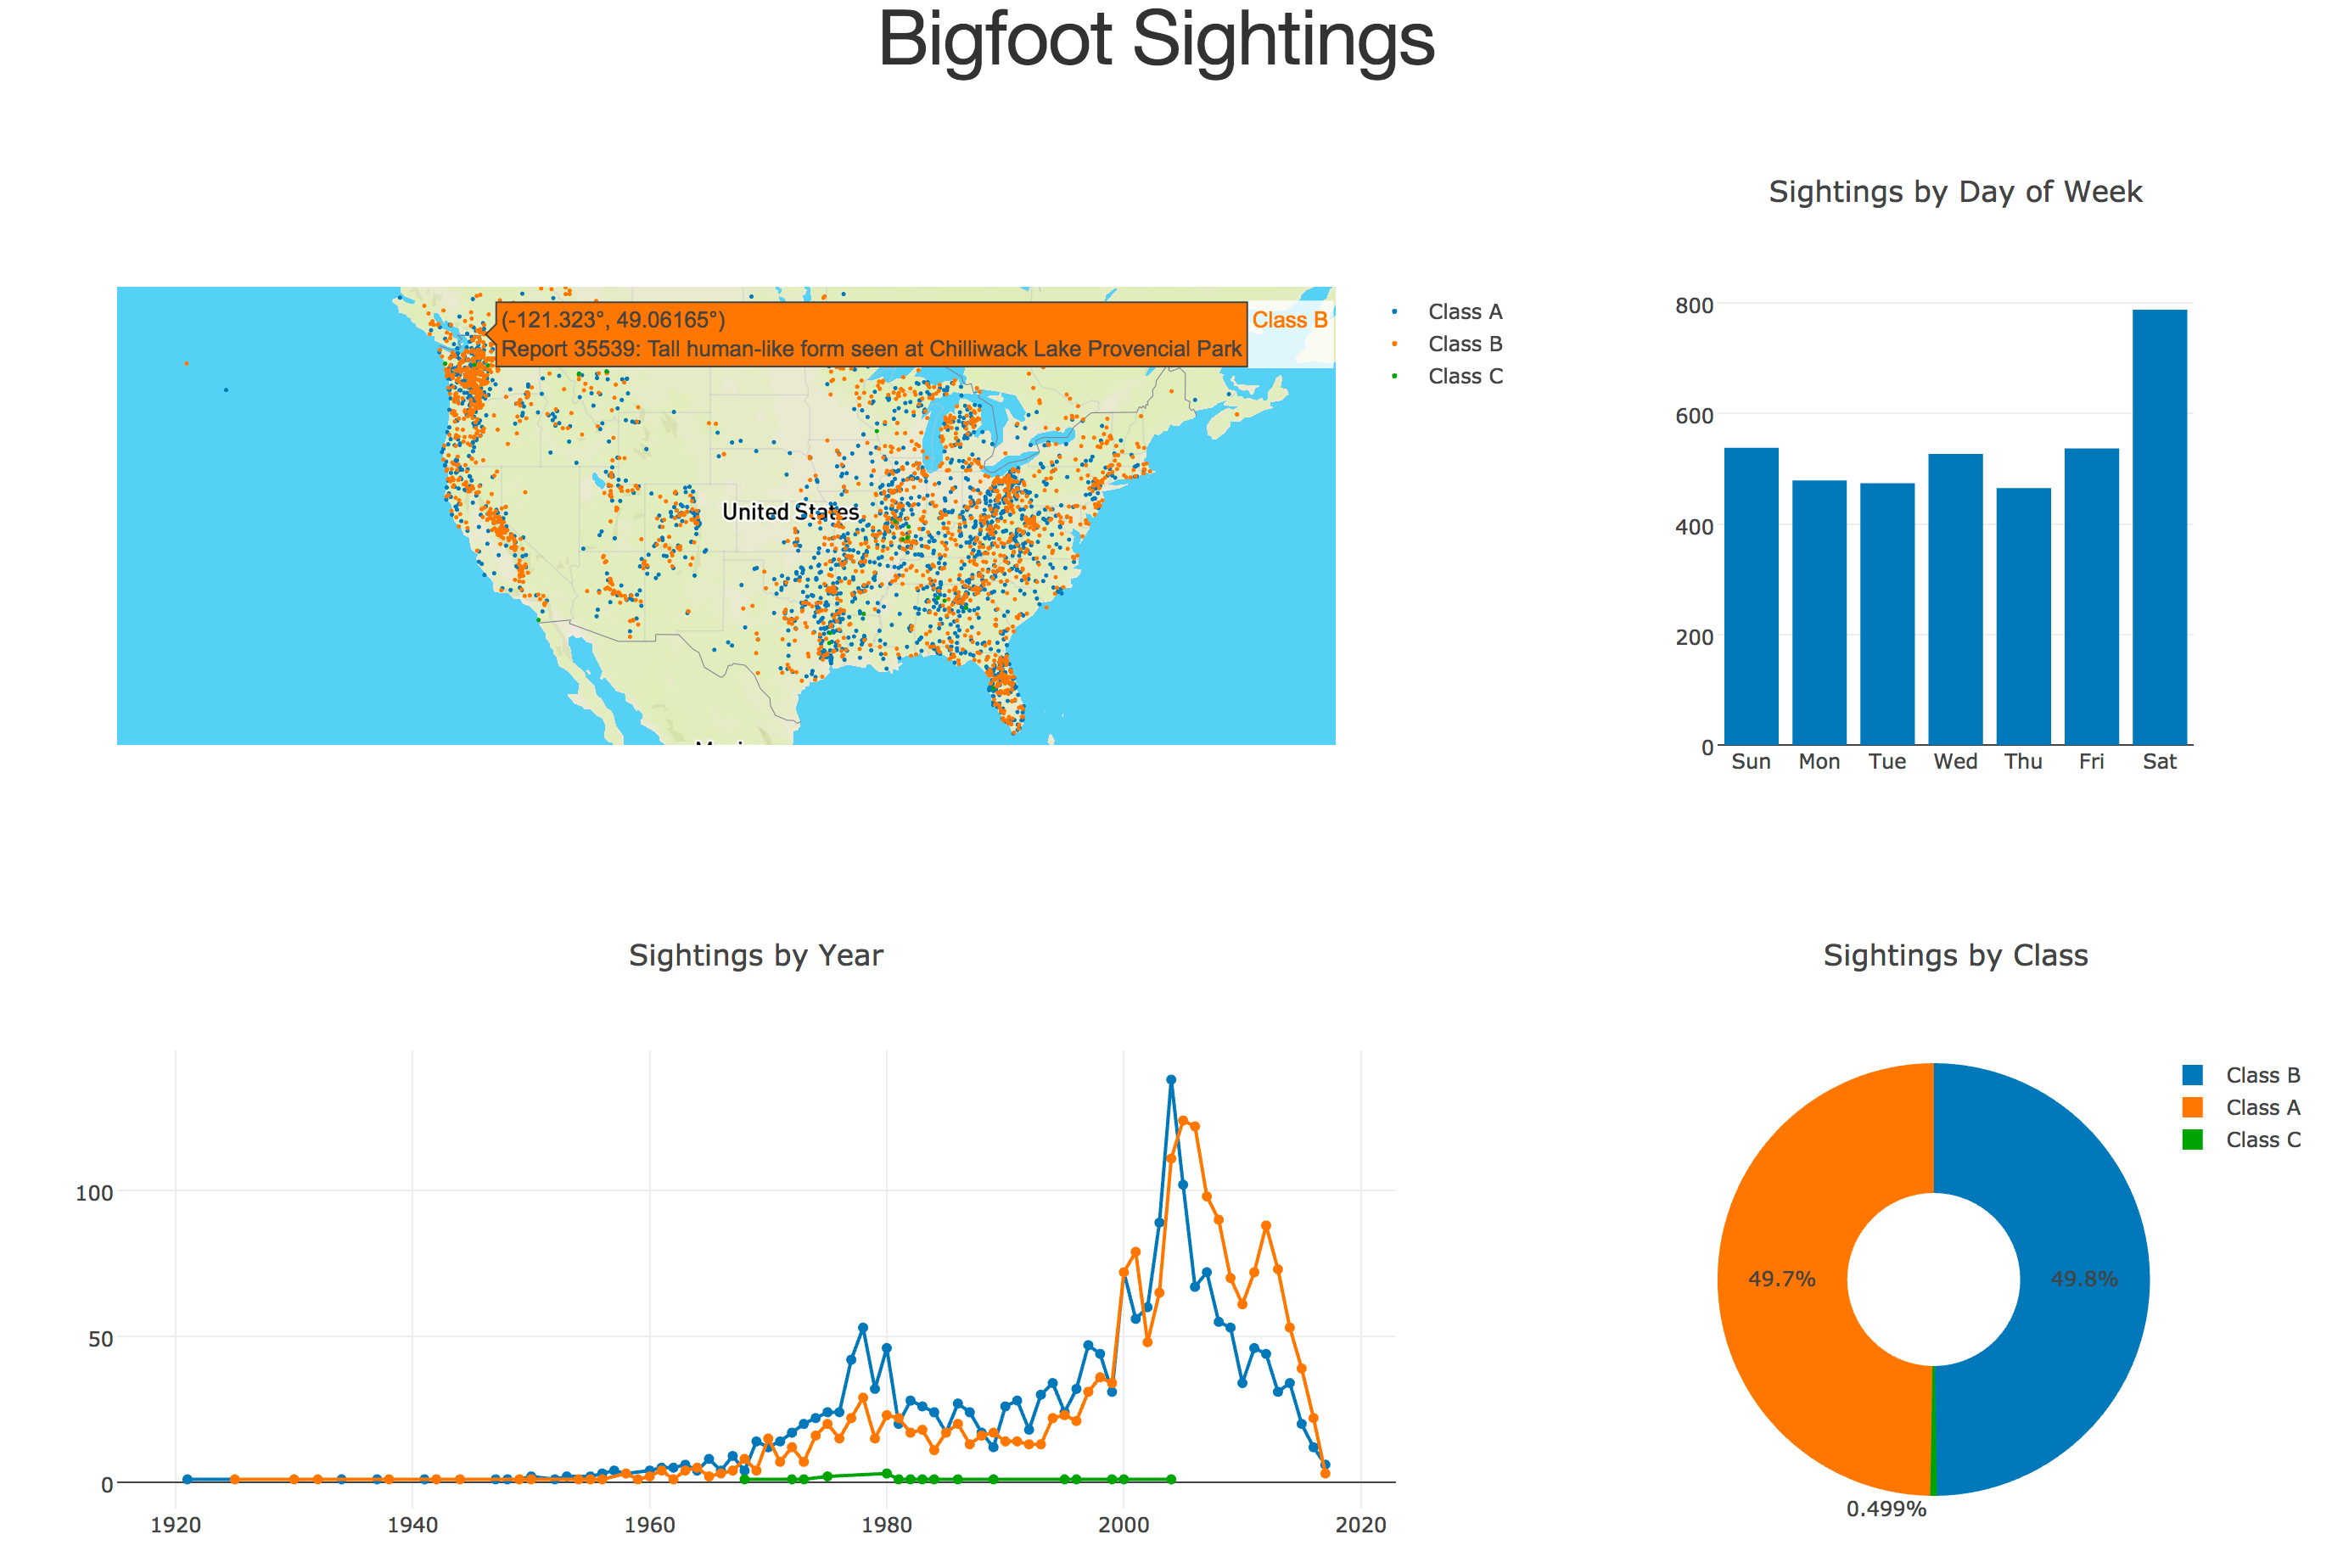 Bigfoot Sightings
(-121.323°, 49.06165°)
Report 35539: Tall human-like form seen at Chilliwack Lake Provencial Park
Class B
United States
Class A
Class B
Class C
Sightings by Day of Week
800
600
400
200
0
Sun Mon Tue Wed Thu Fri Sat
Sightings by Year
100
50
0
1920 1940 1960 1980 2000 2020
Sightings by Class
Class B
Class A
Class C
49.7% 49.8%
0.499%